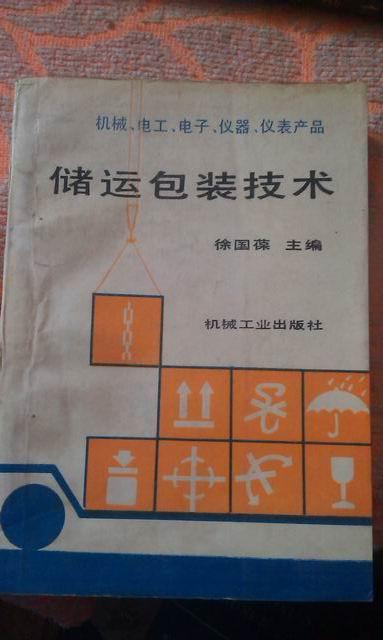 机械、电工、电子、仪器、仪表产品
储运包装技术
徐国葆 主编
机械工业出版社